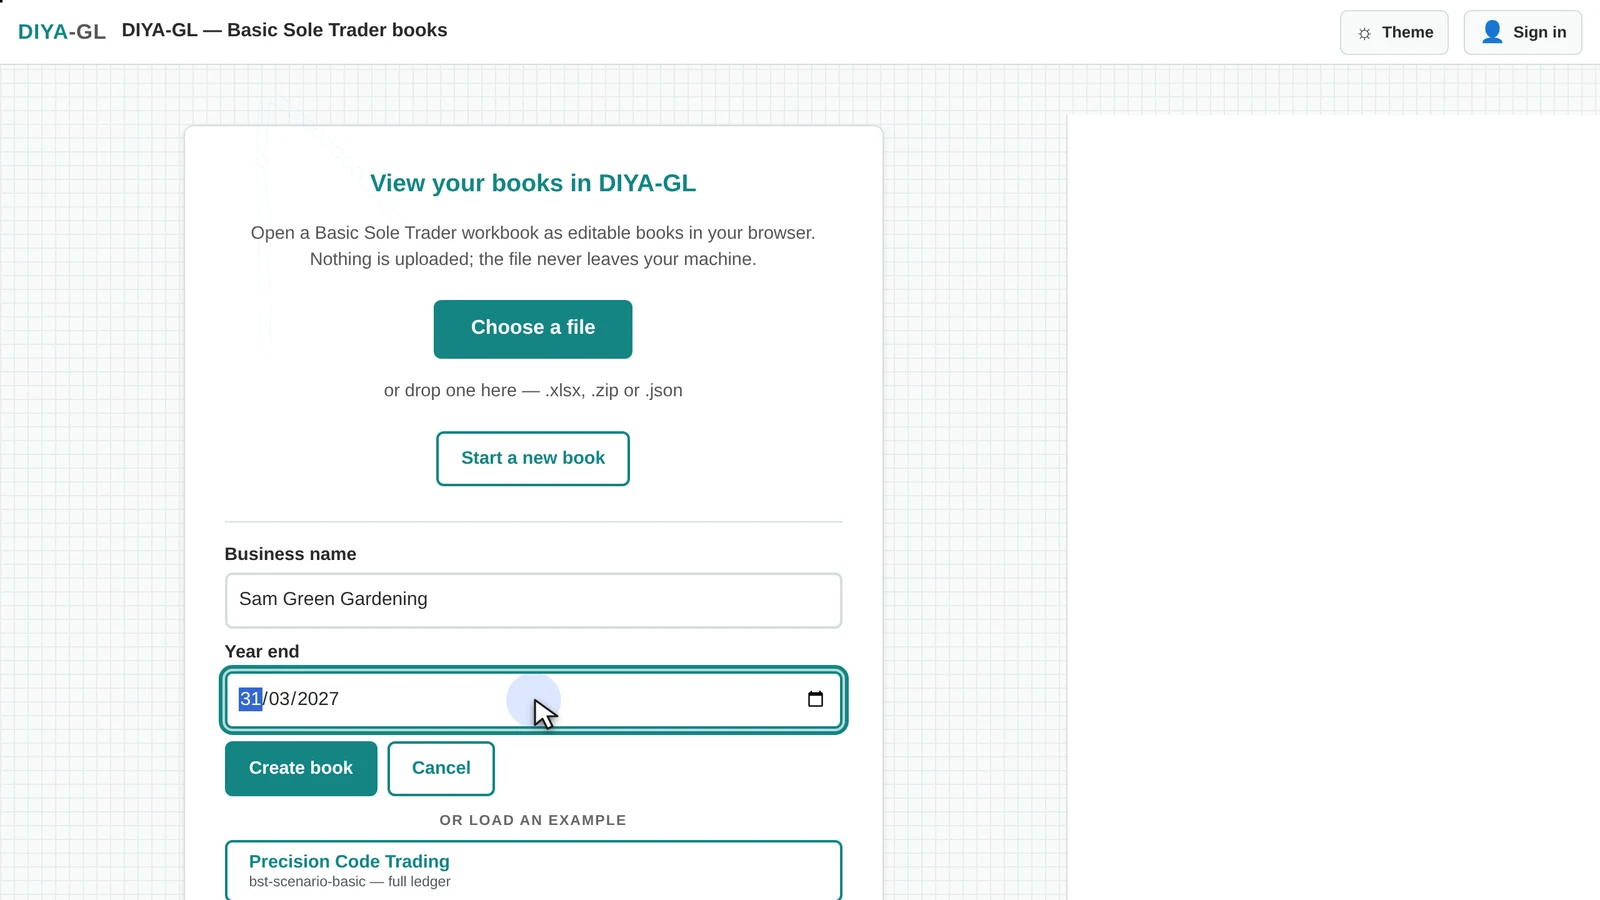 DIYA-GL DIYA-GL — Basic Sole Trader books
Theme
Sign in
View your books in DIYA-GL
Open a Basic Sole Trader workbook as editable books in your browser.
Nothing is uploaded; the file never leaves your machine.
Choose a file
or drop one here — .xlsx, .zip or .json
Start a new book
Business name
Sam Green Gardening
Year end
31/03/2027
Create book
Cancel
OR LOAD AN EXAMPLE
Precision Code Trading
bst-scenario-basic — full ledger